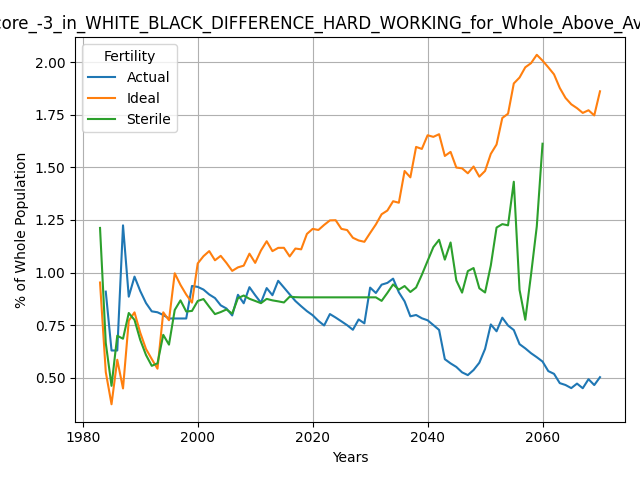 core_-3_in_WHITE_BLACK_DIFFERENCE_HARD_WORKING_for_Whole_Above_Av
Fertility
Actual
Ideal
Sterile
2.00
1.75
1.50
1.25
1.00
0.75
0.50
% of Whole Population
1980
2000
2020
2040
2060
Years